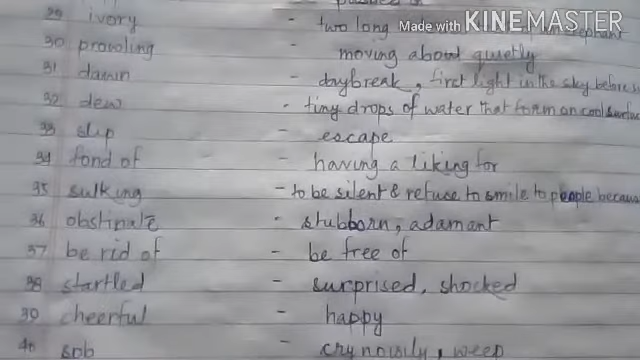 29 ivory - two long elephant
Made with KINEMASTER
30 prowling - moving about quietly
31 dawn - daybreak, first light in the sky before
32 dew - tiny drops of water that form on cool
33 slip - escape
34 fond of - having a liking for
35 sulking - to be silent & refuse to smile to people
36 obstinate - stubborn, adamant
37 be rid of - be free of
38 startled - surprised, shocked
39 cheerful - happy
40 sob - cry noisily, weep